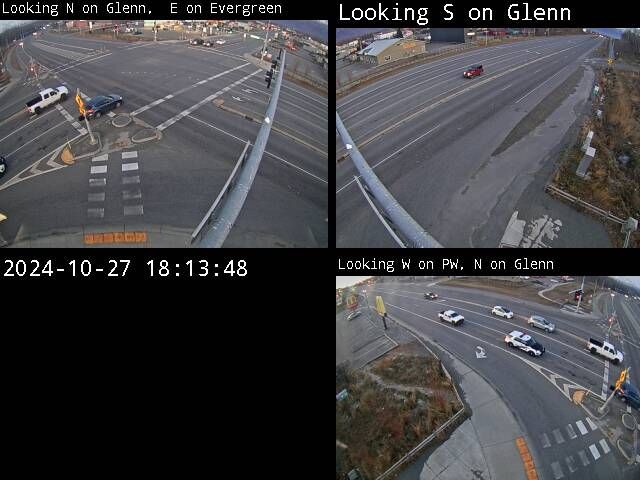 Looking N on Glenn,  E on Evergreen
Looking S on Glenn
2024-10-27 18:13:48
Looking W on PW, N on Glenn